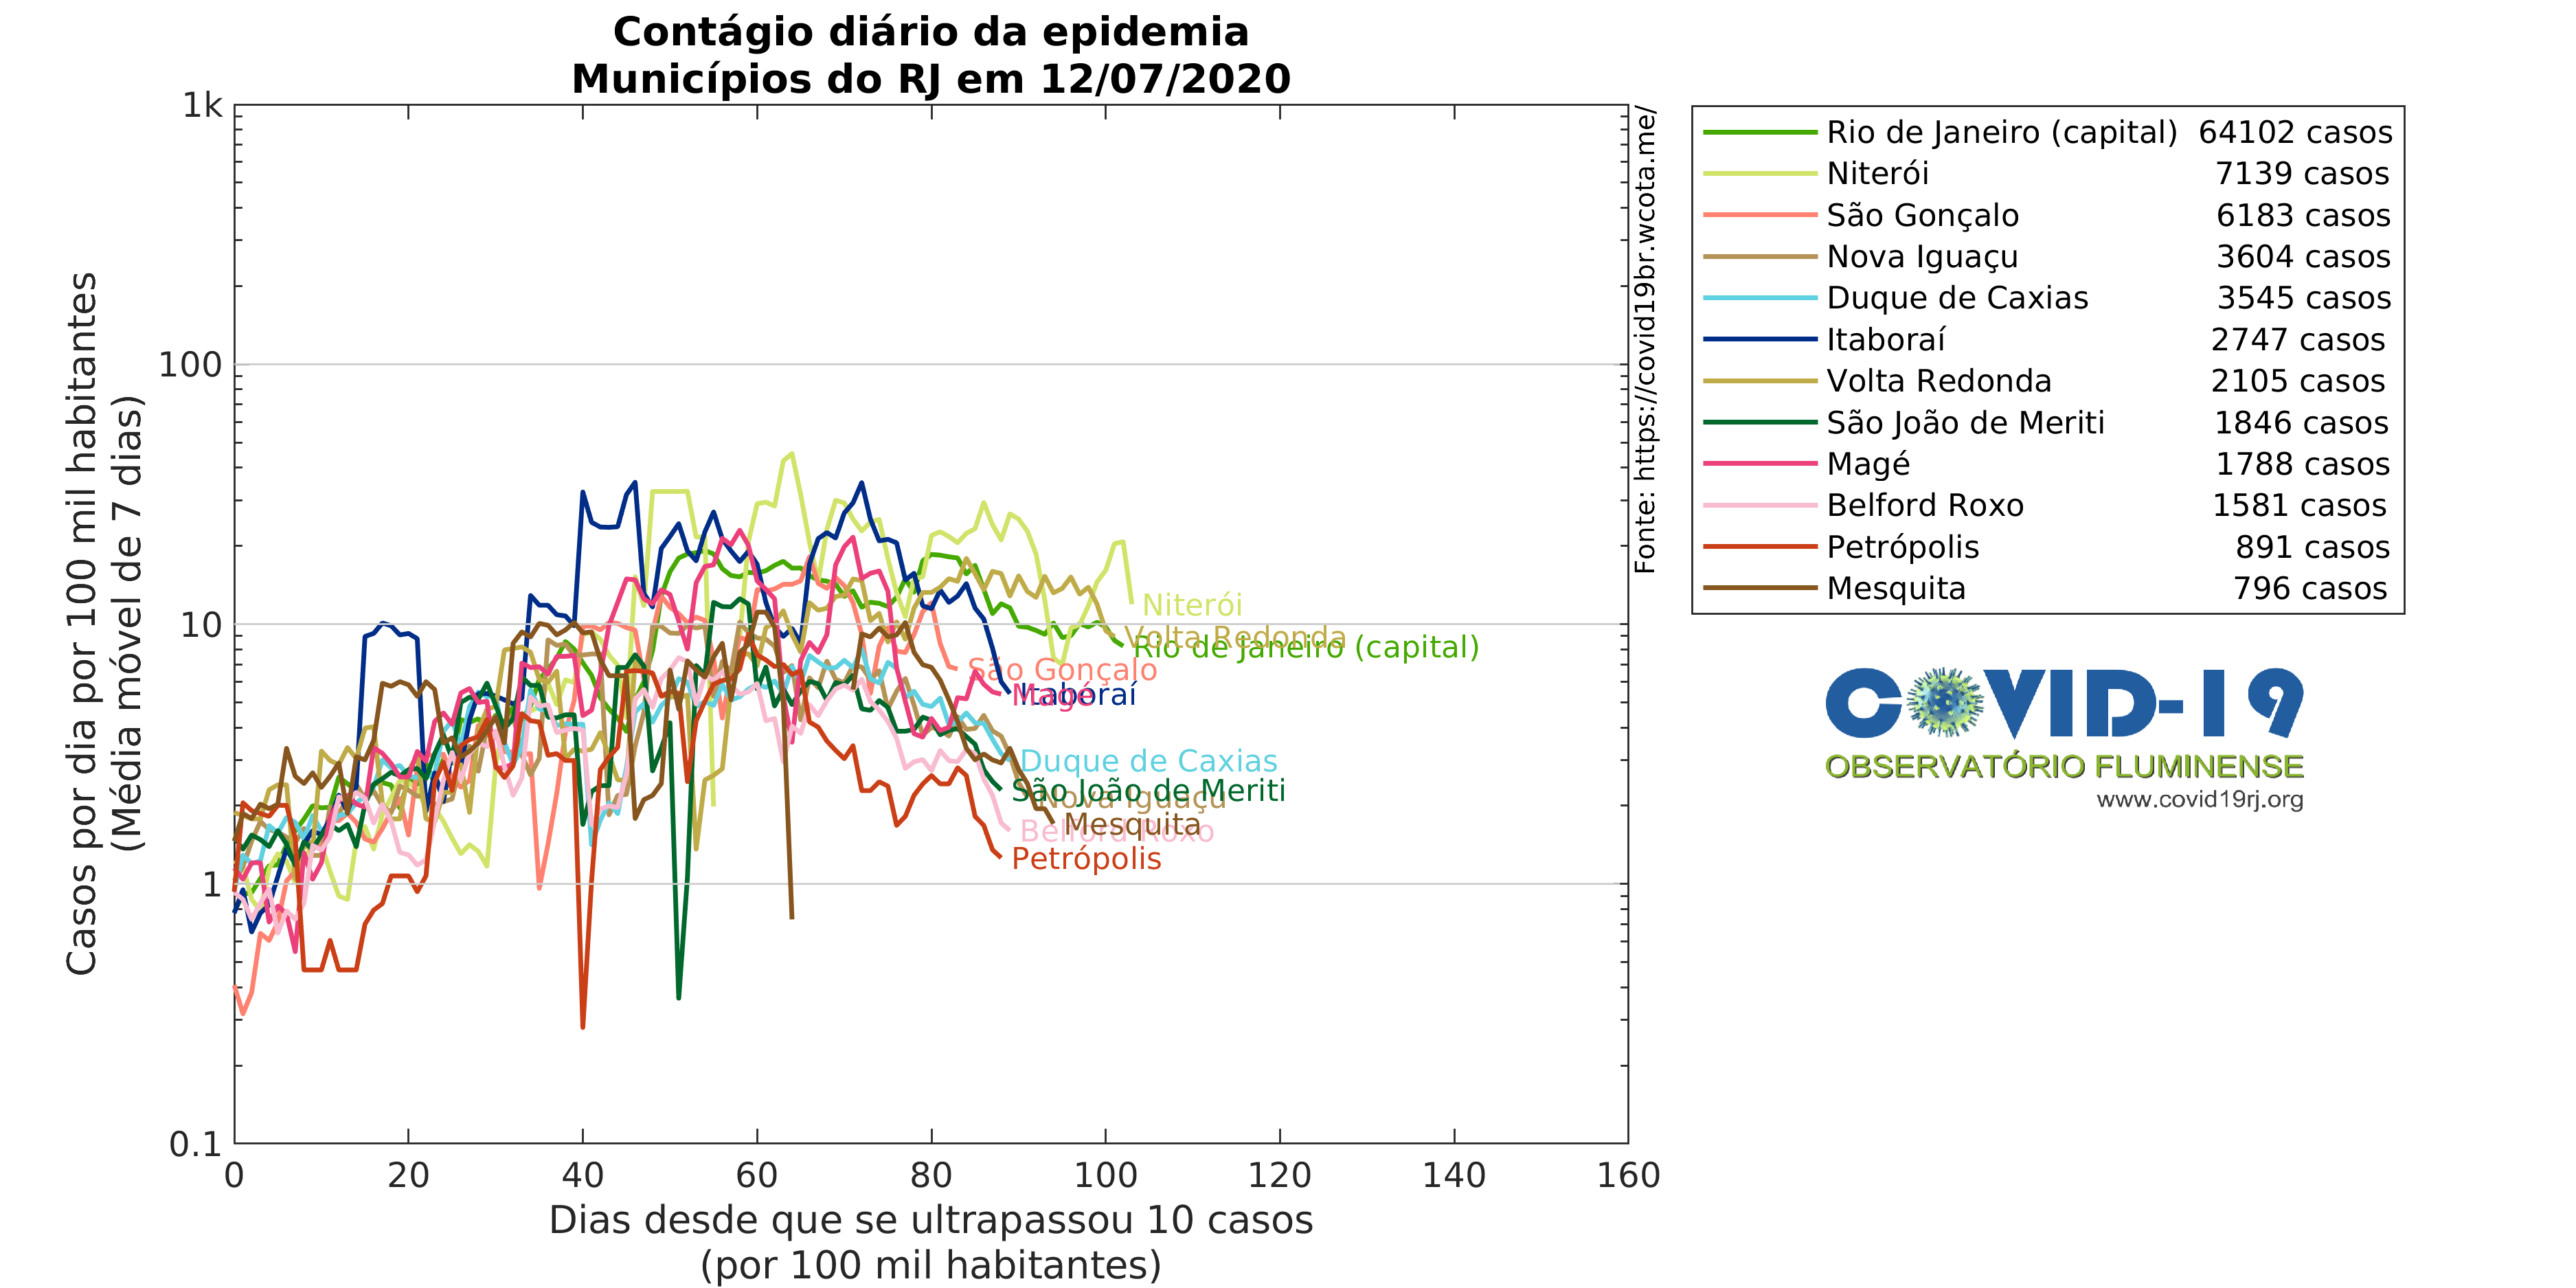 Contágio diário da epidemia
Municípios do RJ em 12/07/2020
Casos por dia por 100 mil habitantes
(Média móvel de 7 dias)
1k
100
10
1
0.1
0
20
40
60
80
100
120
140
160
Dias desde que se ultrapassou 10 casos
(por 100 mil habitantes)
Niterói
Volta Redonda
Rio de Janeiro (capital)
São Gonçalo
Magé
Itaboraí
Duque de Caxias
São João de Meriti
Nova Iguaçu
Mesquita
Belford Roxo
Petrópolis
Fonte: https://covid19br.wcota.me/
Rio de Janeiro (capital) 64102 casos
Niterói 7139 casos
São Gonçalo 6183 casos
Nova Iguaçu 3604 casos
Duque de Caxias 3545 casos
Itaboraí 2747 casos
Volta Redonda 2105 casos
São João de Meriti 1846 casos
Magé 1788 casos
Belford Roxo 1581 casos
Petrópolis 891 casos
Mesquita 796 casos
COVID-19
OBSERVATÓRIO FLUMINENSE
www.covid19rj.org